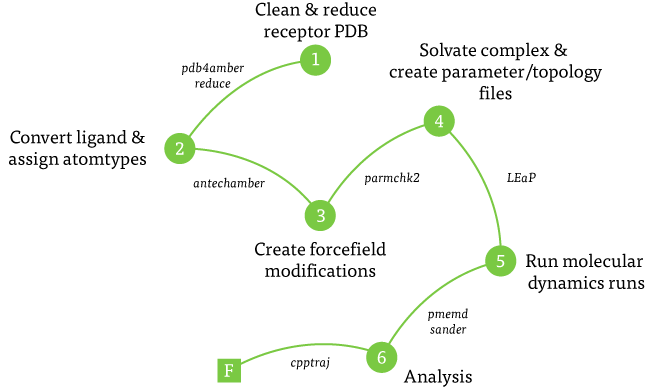 Clean & reduce
receptor PDB
1
pdb4amber
reduce
Convert ligand &
assign atomtypes
2
antechamber
3
Create forcefield
modifications
parmchk2
Solvate complex &
create parameter/topology
files
4
LEaP
5
Run molecular
dynamics runs
pmemd
sander
6
Analysis
cpptraj
F